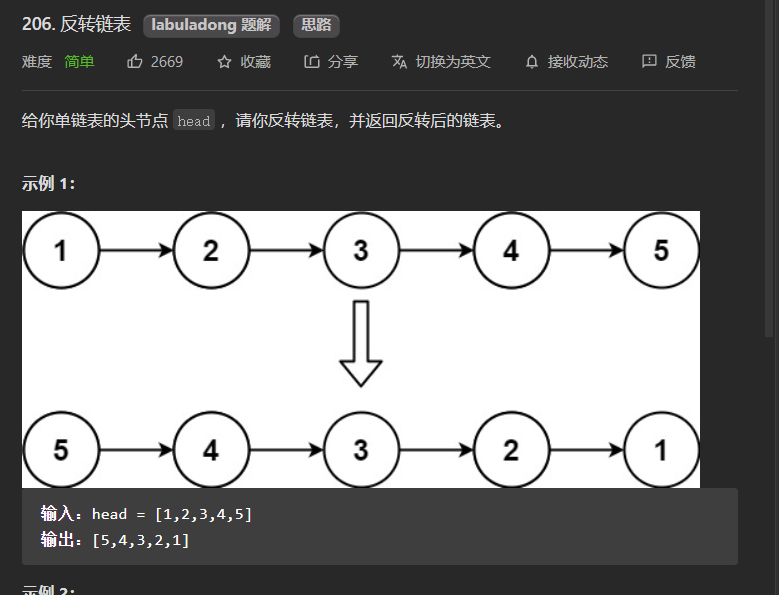 206. 反转链表 labuladong 题解 思路
难度 简单 2669 收藏 分享 切换为英文 接收动态 反馈
给你单链表的头节点 head ，请你反转链表，并返回反转后的链表。
示例 1：
1 2 3 4 5
5 4 3 2 1
输入：head = [1,2,3,4,5]
输出：[5,4,3,2,1]
示例 2：